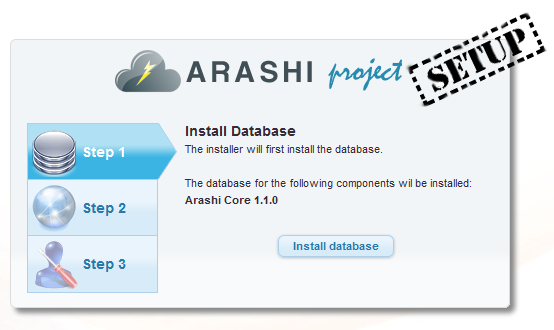 ARASHI project
SETUP
Install Database
The installer will first install the database.
Step 1
The database for the following components wil be installed:
Arashi Core 1.1.0
Step 2
Install database
Step 3